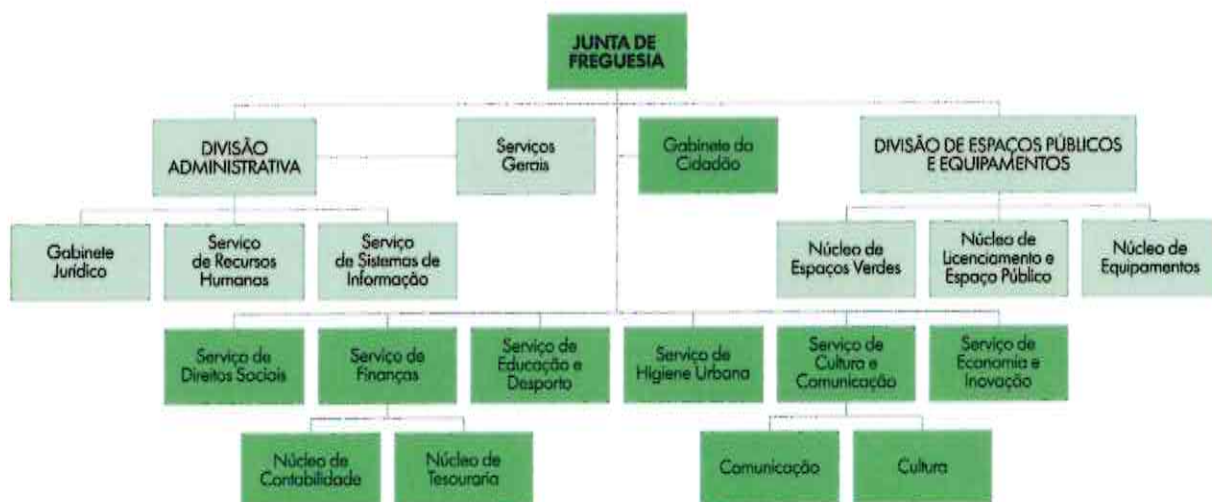 JUNTA DE
FREGUESIA
DIVISÃO
ADMINISTRATIVA
Serviços
Gerais
Gabinete do
Cidadão
DIVISÃO DE ESPAÇOS PÚBLICOS
E EQUIPAMENTOS
Gabinete
Jurídico
Serviço
de Recursos
Humanos
Serviço
de Sistemas de
Informação
Núcleo de
Espaços Verdes
Núcleo de
Licenciamento e
Espaço Público
Núcleo de
Equipamentos
Serviço de
Direitos Sociais
Serviço de
Finanças
Serviço de
Educação e
Desporto
Serviço de
Higiene Urbana
Serviço de
Cultura e
Comunicação
Serviço de
Economia e
Inovação
Núcleo de
Contabilidade
Núcleo de
Tesouraria
Comunicação
Cultura